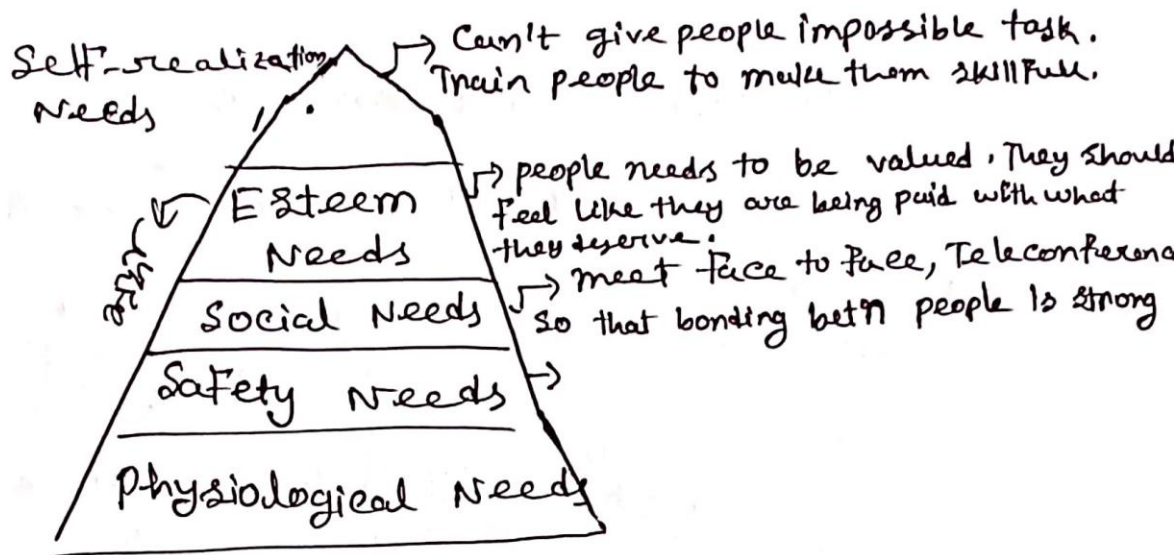 Self-realization
Needs
Can't give people impossible task.
Train people to make them skillfull.
Esteem
Needs
people needs to be valued. They should
feel like they are being paid with what
they deserve.
Social Needs
meet face to face, Teleconferenc
so that bonding betn people is strong
Safety Needs
Physiological Needs